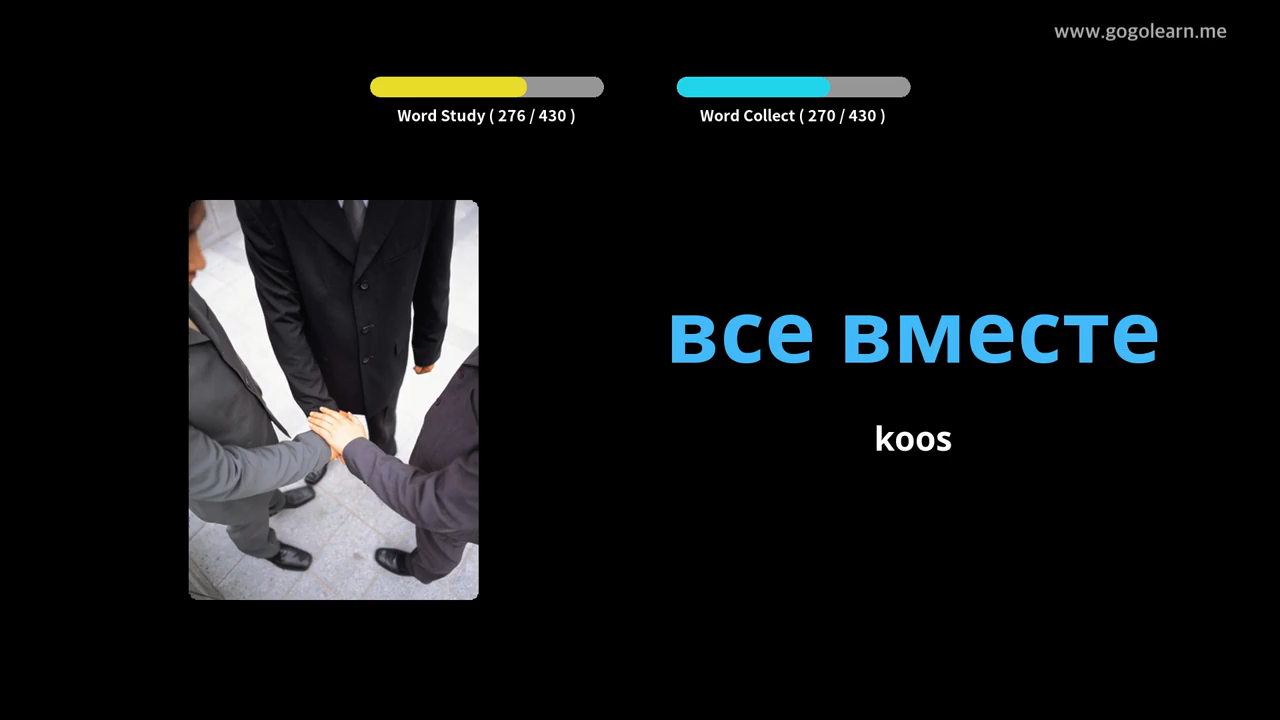 www.gogolearn.me
Word Study ( 276 / 430 )
Word Collect ( 270 / 430 )
все вместе
koos